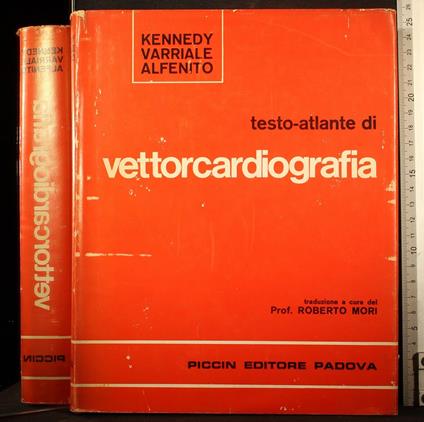 KENNEDY
VARRIALE
ALFENITO
testo-atlante di
vettorcardiografia
traduzione a cura del
Prof. ROBERTO MORI
PICCIN EDITORE PADOVA
KENNEDY
VARRIALE
ALFENITO
vettorcardiografia
PICCIN